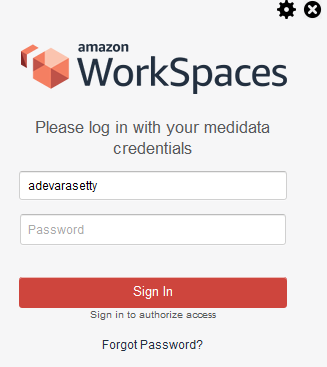 amazon
WorkSpaces
Please log in with your medidata
credentials
adevarasetty
Password
Sign In
Sign in to authorize access
Forgot Password?